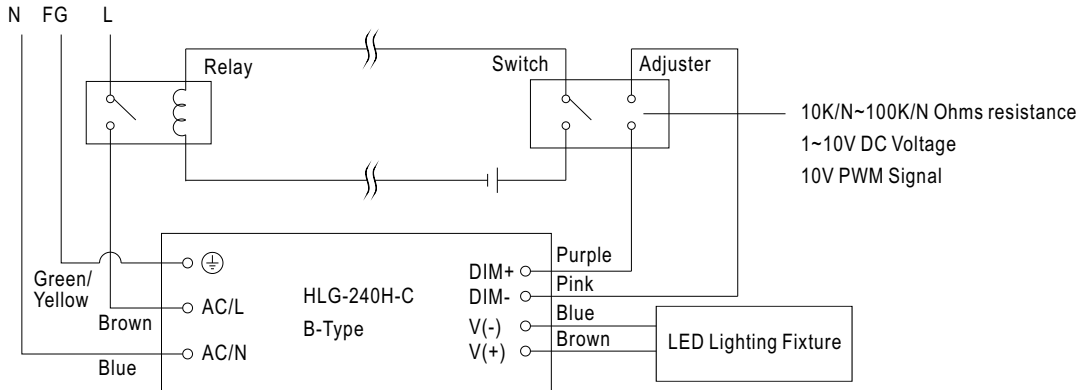 N FG L
Relay
Switch
Adjuster
10K/N~100K/N Ohms resistance
1~10V DC Voltage
10V PWM Signal
Green/
Yellow
Brown
Blue
AC/L
AC/N
HLG-240H-C
B-Type
DIM+
DIM-
V(-)
V(+)
Purple
Pink
Blue
Brown
LED Lighting Fixture